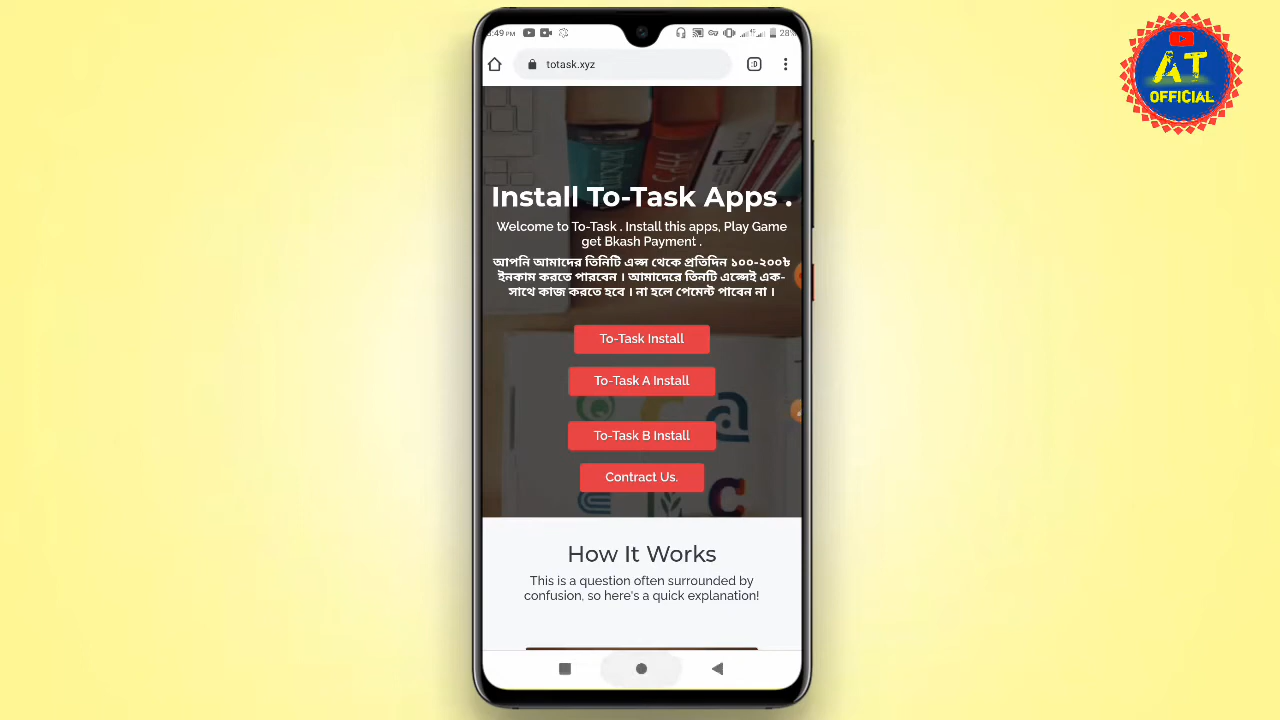 :49 PM
28%
totask.xyz
:D
AT
OFFICIAL
Install To-Task Apps .
Welcome to To-Task . Install this apps, Play Game
get Bkash Payment .
আপনি আমাদের তিনিটি এপ্স থেকে প্রতিদিন ১০০-২০০৳
ইনকাম করতে পারবেন । আমাদেরে তিনটি এপ্সেই এক-
সাথে কাজ করতে হবে । না হলে পেমেন্ট পাবেন না ।
To-Task Install
To-Task A Install
To-Task B Install
Contract Us.
How It Works
This is a question often surrounded by
confusion, so here's a quick explanation!